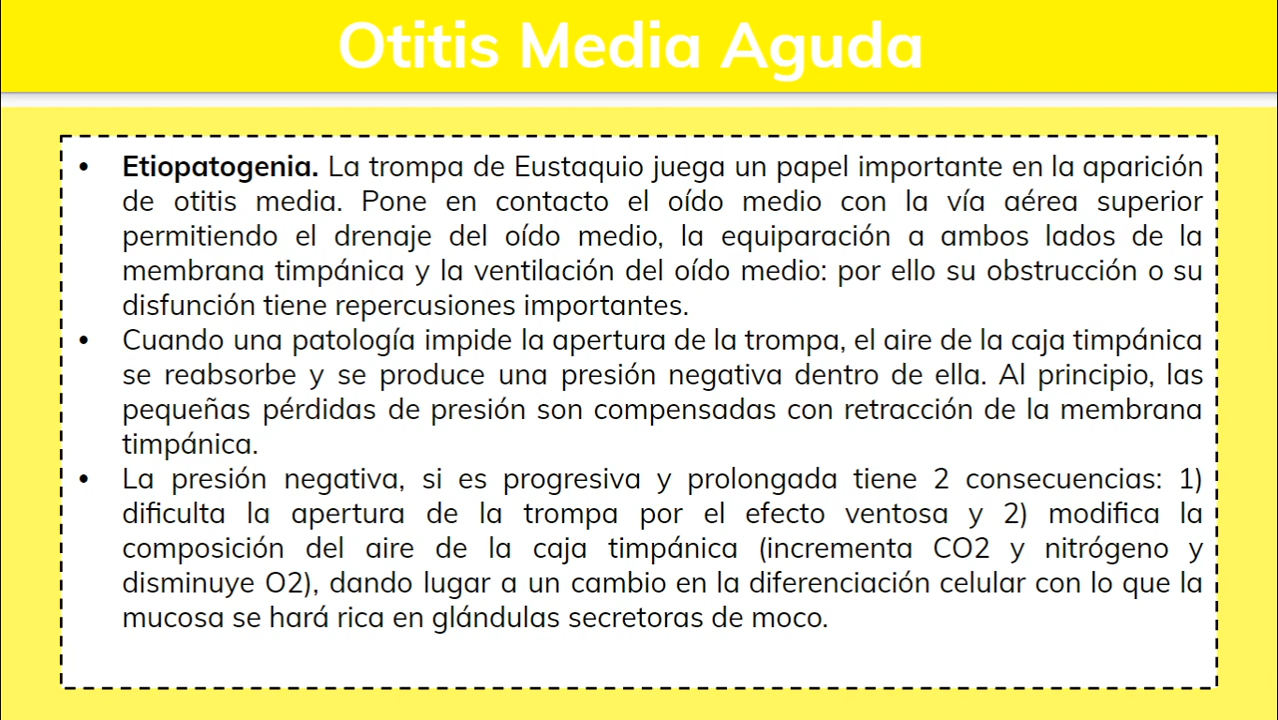 Otitis Media Aguda
• Etiopatogenia. La trompa de Eustaquio juega un papel importante en la aparición
de otitis media. Pone en contacto el oído medio con la vía aérea superior
permitiendo el drenaje del oído medio, la equiparación a ambos lados de la
membrana timpánica y la ventilación del oído medio: por ello su obstrucción o su
disfunción tiene repercusiones importantes.
• Cuando una patología impide la apertura de la trompa, el aire de la caja timpánica
se reabsorbe y se produce una presión negativa dentro de ella. Al principio, las
pequeñas pérdidas de presión son compensadas con retracción de la membrana
timpánica.
• La presión negativa, si es progresiva y prolongada tiene 2 consecuencias: 1)
dificulta la apertura de la trompa por el efecto ventosa y 2) modifica la
composición del aire de la caja timpánica (incrementa CO2 y nitrógeno y
disminuye O2), dando lugar a un cambio en la diferenciación celular con lo que la
mucosa se hará rica en glándulas secretoras de moco.